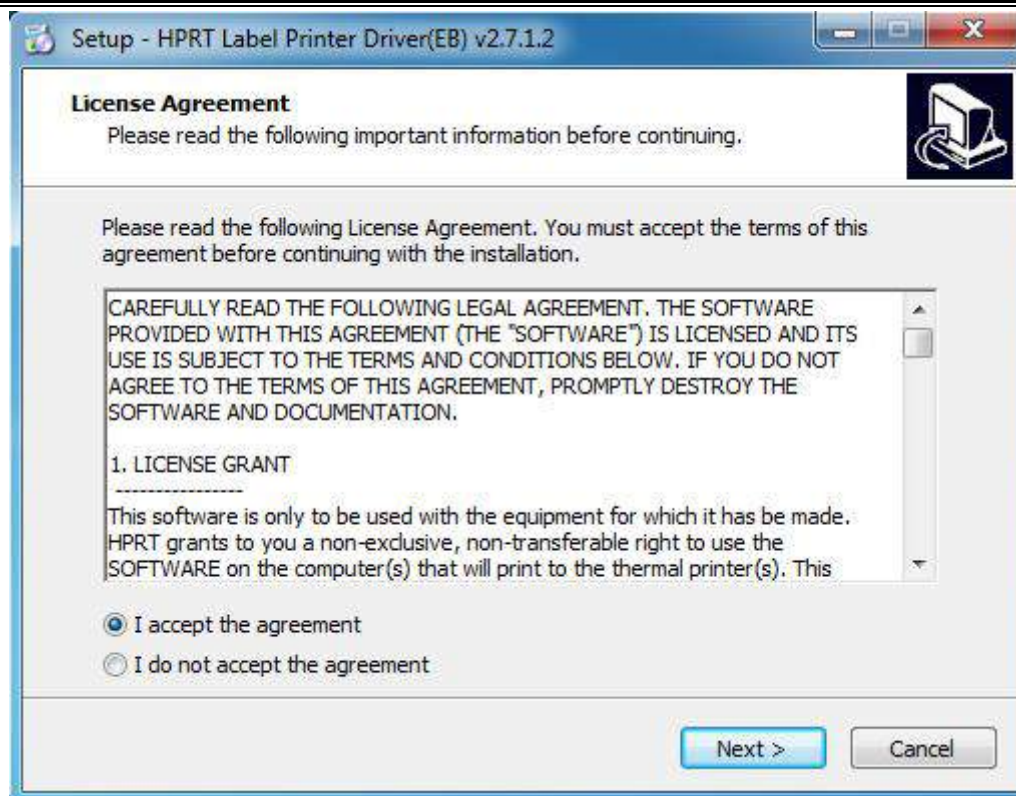 Setup - HPRT Label Printer Driver(EB) v2.7.1.2
License Agreement
Please read the following important information before continuing.
Please read the following License Agreement. You must accept the terms of this
agreement before continuing with the installation.
CAREFULLY READ THE FOLLOWING LEGAL AGREEMENT. THE SOFTWARE
PROVIDED WITH THIS AGREEMENT (THE "SOFTWARE") IS LICENSED AND ITS
USE IS SUBJECT TO THE TERMS AND CONDITIONS BELOW. IF YOU DO NOT
AGREE TO THE TERMS OF THIS AGREEMENT, PROMPTLY DESTROY THE
SOFTWARE AND DOCUMENTATION.
1. LICENSE GRANT
----------------
This software is only to be used with the equipment for which it has be made.
HPRT grants to you a non-exclusive, non-transferable right to use the
SOFTWARE on the computer(s) that will print to the thermal printer(s). This
I accept the agreement
I do not accept the agreement
Next >
Cancel